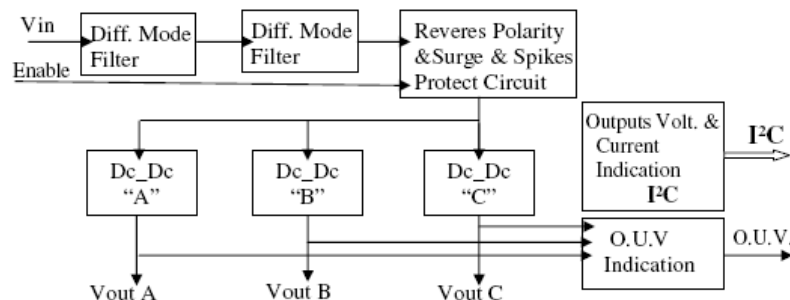 Vin
Diff. Mode
Filter
Diff. Mode
Filter
Reveres Polarity
&Surge & Spikes
Protect Circuit
Enable
Outputs Volt. &
Current
Indication
I²C
I²C
Dc_Dc
“A”
Dc_Dc
“B”
Dc_Dc
“C”
O.U.V
Indication
O.U.V.
Vout A
Vout B
Vout C